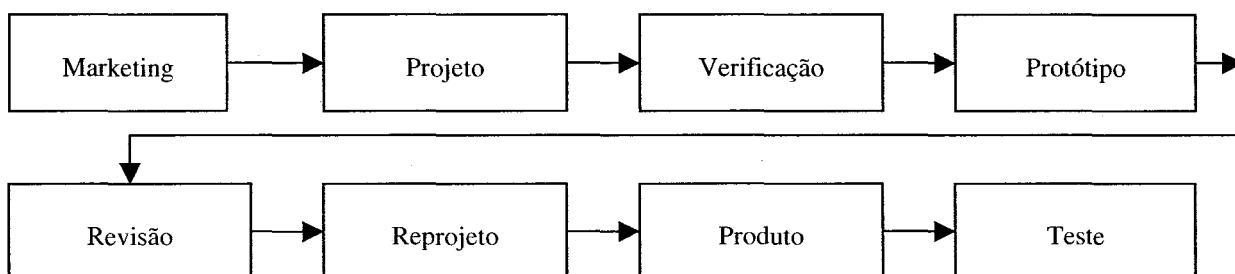 Marketing
Projeto
Verificação
Protótipo
Revisão
Reprojeto
Produto
Teste